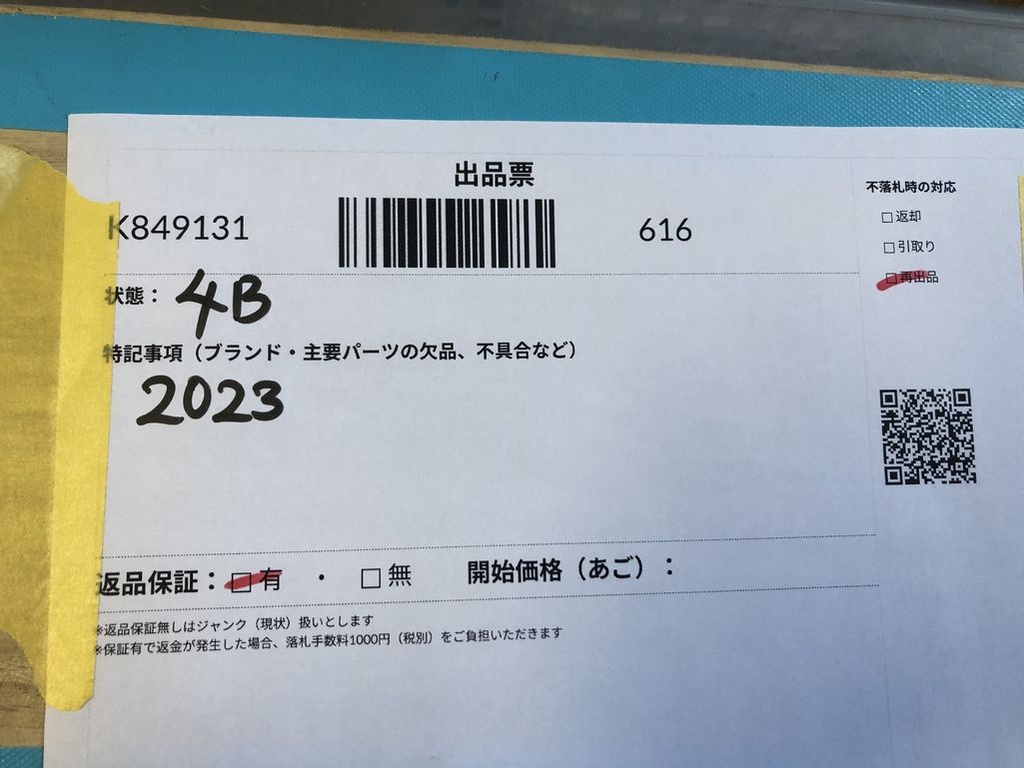 出品票
K849131
616
状態： 4B
特記事項（ブランド・主要パーツの欠品、不具合など）
2023
返品保証：□有 ・ □無 開始価格（あご）：
※返品保証無しはジャンク（現状）扱いとします
※保証有で返金が発生した場合、落札手数料1000円（税別）をご負担いただきます
不落札時の対応
□返却
□引取り
□再出品